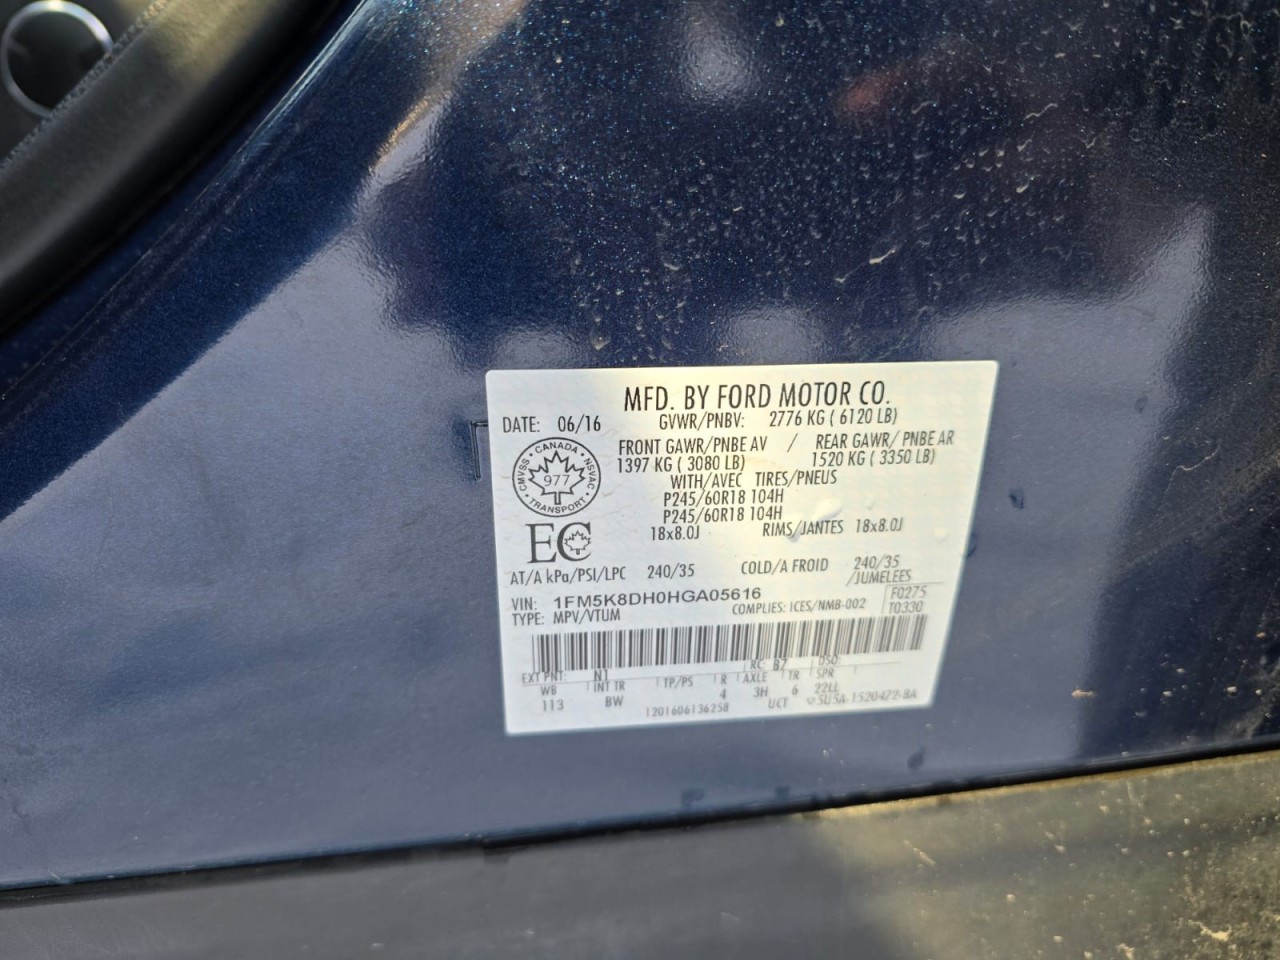 MFD. BY FORD MOTOR CO.
DATE: 06/16 GVWR/PNBV: 2776 KG ( 6120 LB)
FRONT GAWR/PNBE AV / REAR GAWR/ PNBE AR
1397 KG ( 3080 LB) 1520 KG ( 3350 LB)
WITH/AVEC TIRES/PNEUS
P245/60R18 104H
P245/60R18 104H
18x8.0J RIMS/JANTES 18x8.0J
CANADA
CMVSS 977 NSVAC
TRANSPORT
EC
AT/A kPa/PSI/LPC 240/35 COLD/A FROID 240/35
/JUMELEES
VIN: 1FM5K8DH0HGA05616 F0275
TYPE: MPV/VTUM COMPLIES: ICES/NMB-002 T0330
EXT PNT: N1 RC: B7 DSO:
WB INT TR TP/PS R AXLE TR SPR
113 BW 4 3H 6 22LL
1201606136258 UCT 5U5A-1520472-BA